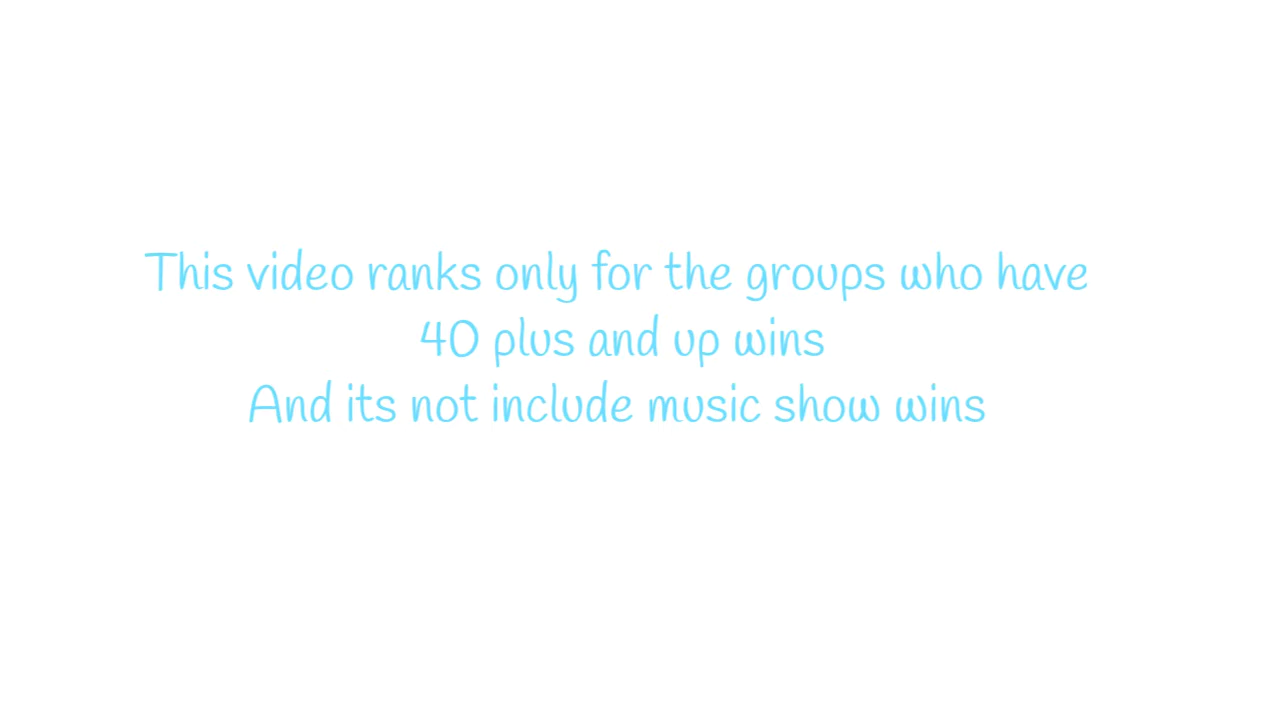 This video ranks only for the groups who have
40 plus and up wins
And its not include music show wins